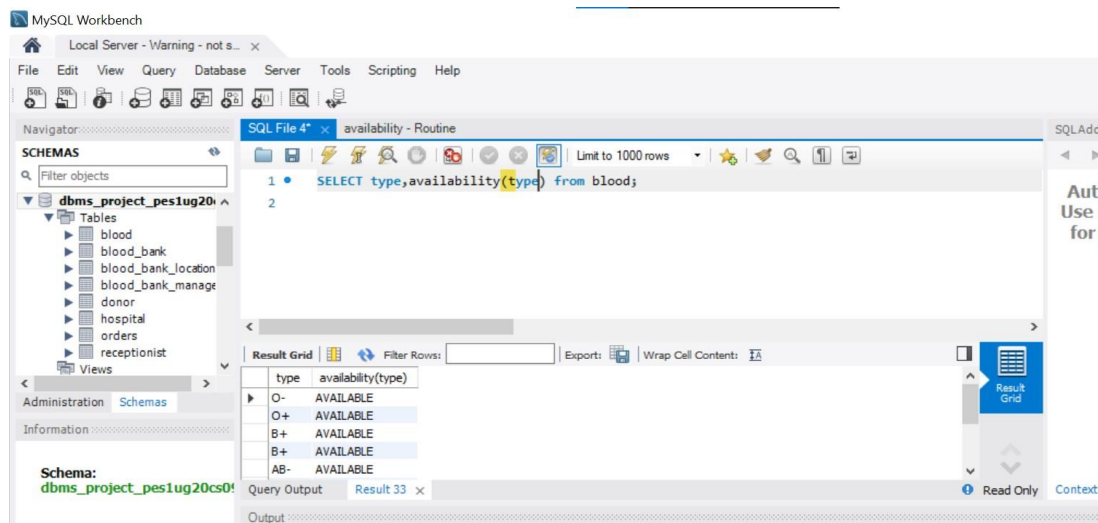 MySQL Workbench
Local Server - Warning - not s...
File Edit View Query Database Server Tools Scripting Help
Navigator
SCHEMAS
Filter objects
dbms_project_pes1ug20
Tables
blood
blood_bank
blood_bank_location
blood_bank_manage
donor
hospital
orders
receptionist
Views
Administration Schemas
Information
Schema:
dbms_project_pes1ug20cs09
SQL File 4* availability - Routine
Limit to 1000 rows
1 SELECT type,availability(type) from blood;
2
Result Grid Filter Rows: Export: Wrap Cell Content:
type availability(type)
O- AVAILABLE
O+ AVAILABLE
B+ AVAILABLE
B+ AVAILABLE
AB- AVAILABLE
Result
Grid
Query Output Result 33
Read Only
Output
SQLAdd
Aut
Use
for
Context